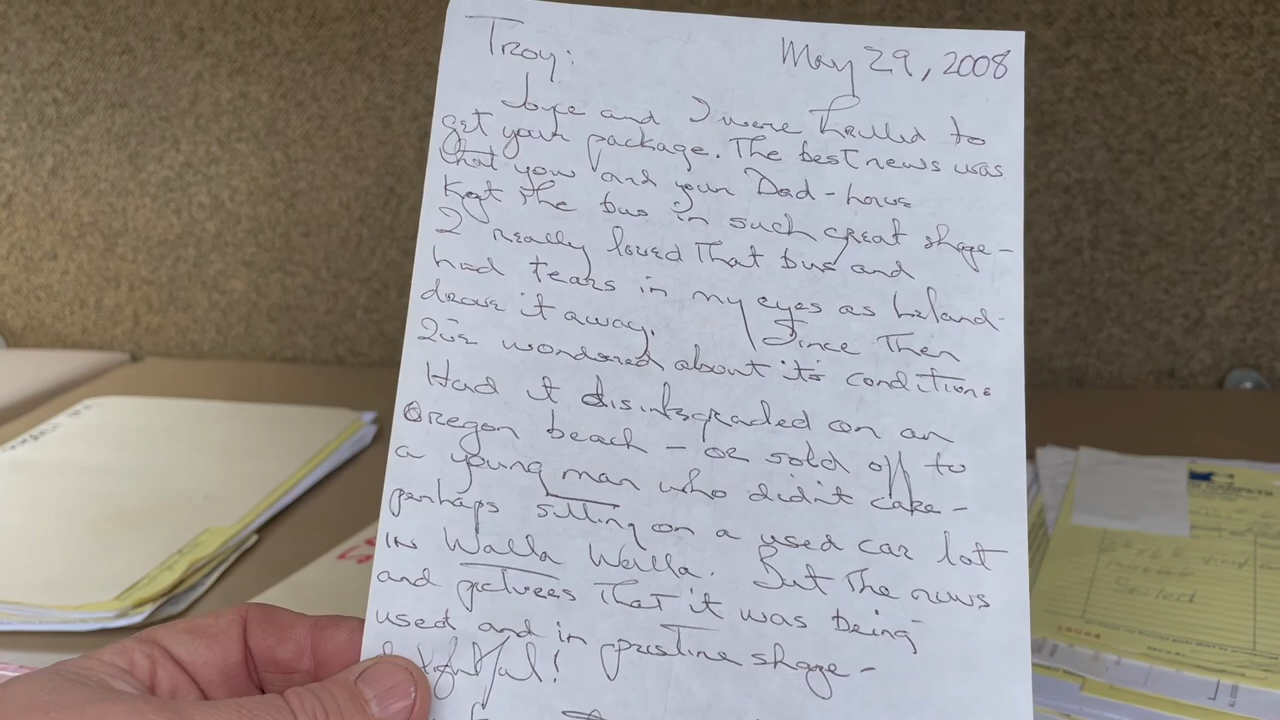 Troy:
May 29, 2008
Joyce and I were thrilled to
get your package. The best news was
that you and your Dad - have
kept the bus in such great shape -
I really loved that bus and
had tears in my eyes as Leland
drove it away. Since then
I've wondered about its condition.
Had it disintegraded on an
Oregon beach - or sold off to
a young man who didn't care -
perhaps sitting on a used car lot
in Walla Walla. But the news
and pictures that it was being
used and in pristine shape -
!